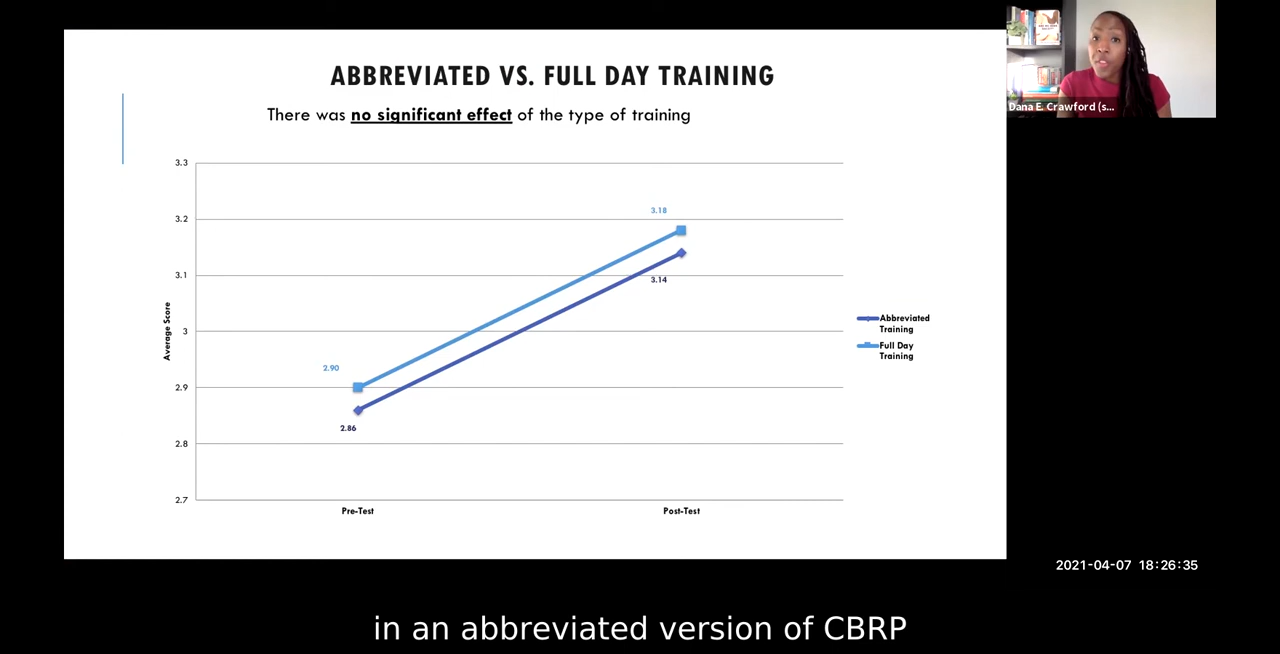 ABBREVIATED VS. FULL DAY TRAINING
There was no significant effect of the type of training
Dana E. Crawford (s...
3.3
3.2
3.1
3
2.9
2.8
2.7
Average Score
3.18
3.14
2.90
2.86
Pre-Test
Post-Test
Abbreviated
Training
Full Day
Training
2021-04-07 18:26:35
in an abbreviated version of CBRP